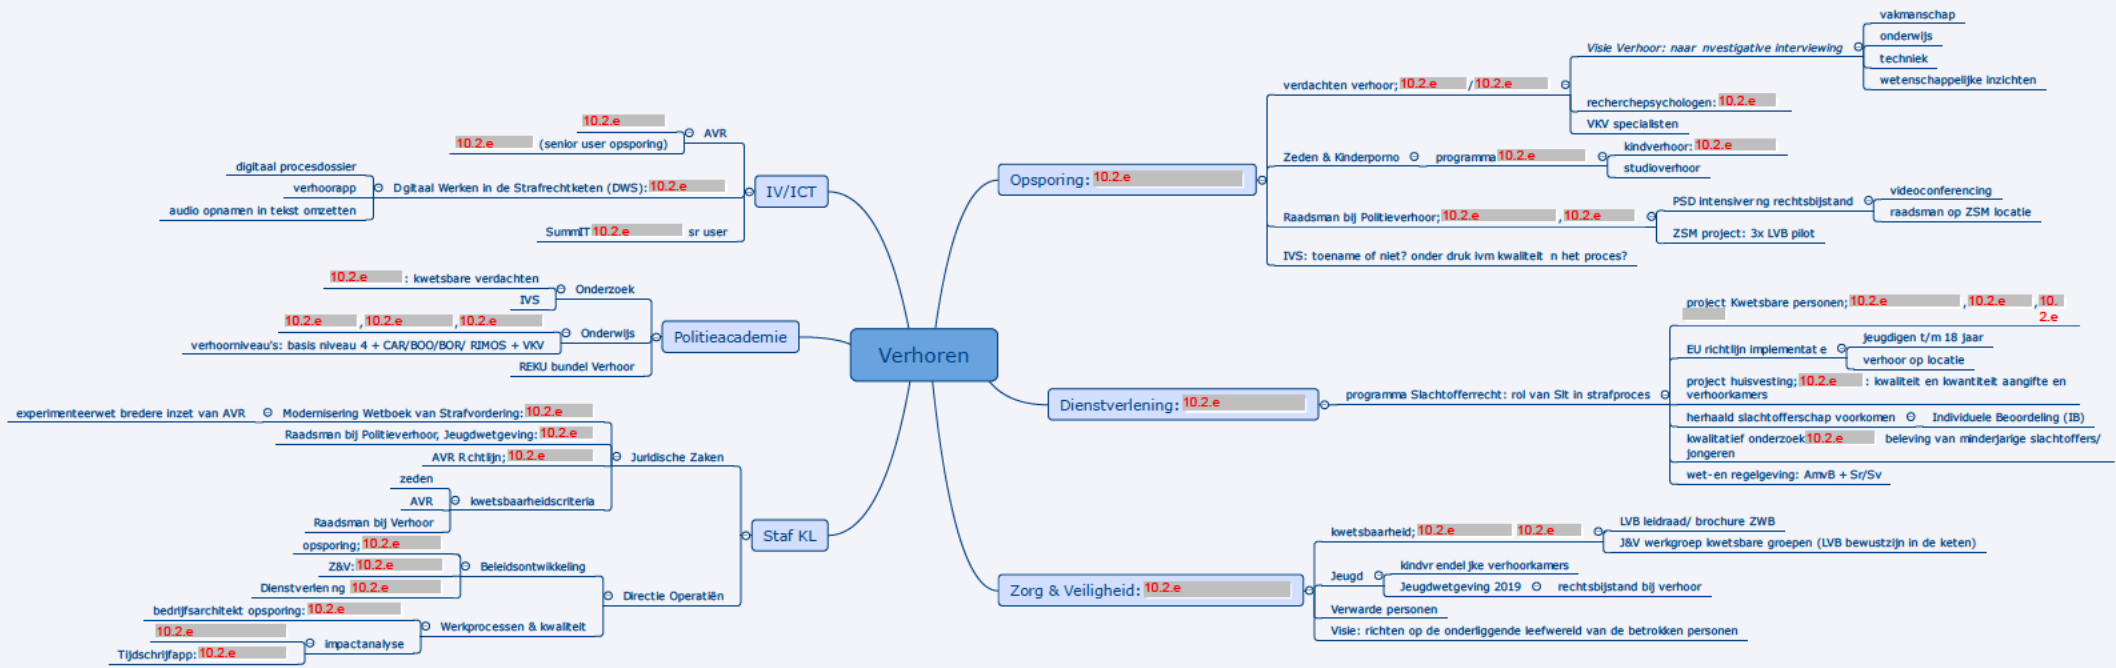 Verhoren
IV/ICT
AVR
10.2.e
10.2.e (senior user opsporing)
Dgitaal Werken in de Strafrechtketen (DWS): 10.2.e
digitaal procesdossier
verhoorapp
audio opnamen in tekst omzetten
SummIT 10.2.e sr user
Politieacademie
Onderzoek
10.2.e : kwetsbare verdachten
IVS
Onderwijs
10.2.e , 10.2.e , 10.2.e
verhoorniveau's: basis niveau 4 + CAR/BOO/BOR/ RIMOS + VKV
REKU bundel Verhoor
Staf KL
Juridische Zaken
Modernisering Wetboek van Strafvordering: 10.2.e
experimenteerwet bredere inzet van AVR
Raadsman bij Politieverhoor, Jeugdwetgeving: 10.2.e
AVR R chtlijn; 10.2.e
kwetsbaarheidscriteria
zeden
AVR
Raadsman bij Verhoor
Directie Operatiën
Beleidsontwikkeling
opsporing; 10.2.e
Z&V: 10.2.e
Dienstverlen ng 10.2.e
Werkprocessen & kwaliteit
bedrijfsarchitekt opsporing: 10.2.e
impactanalyse
10.2.e
Tijdschrijfapp: 10.2.e
Opsporing: 10.2.e
verdachten verhoor; 10.2.e / 10.2.e
Visie Verhoor: naar nvestigative interviewing
vakmanschap
onderwijs
techniek
wetenschappelijke inzichten
recherchepsychologen: 10.2.e
VKV specialisten
Zeden & Kinderporno
programma 10.2.e
kindverhoor: 10.2.e
studioverhoor
Raadsman bij Politieverhoor; 10.2.e , 10.2.e
PSD intensiver ng rechtsbijstand
videoconferencing
raadsman op ZSM locatie
ZSM project: 3x LVB pilot
IVS: toename of niet? onder druk ivm kwaliteit n het proces?
Dienstverlening: 10.2.e
programma Slachtofferrecht: rol van Slt in strafproces
project Kwetsbare personen; 10.2.e , 10.2.e , 10.
2.e
EU richtlijn implementat e
jeugdigen t/m 18 jaar
verhoor op locatie
project huisvesting; 10.2.e : kwaliteit en kwantiteit aangifte en
verhoorkamers
herhaald slachtofferschap voorkomen
Individuele Beoordeling (IB)
kwalitatief onderzoek 10.2.e beleving van minderjarige slachtoffers/
jongeren
wet-en regelgeving: AmvB + Sr/Sv
Zorg & Veiligheid: 10.2.e
kwetsbaarheid; 10.2.e 10.2.e
LVB leidraad/ brochure ZWB
J&V werkgroep kwetsbare groepen (LVB bewustzijn in de keten)
Jeugd
kindvr endel jke verhoorkamers
Jeugdwetgeving 2019
rechtsbijstand bij verhoor
Verwarde personen
Visie: richten op de onderliggende leefwereld van de betrokken personen